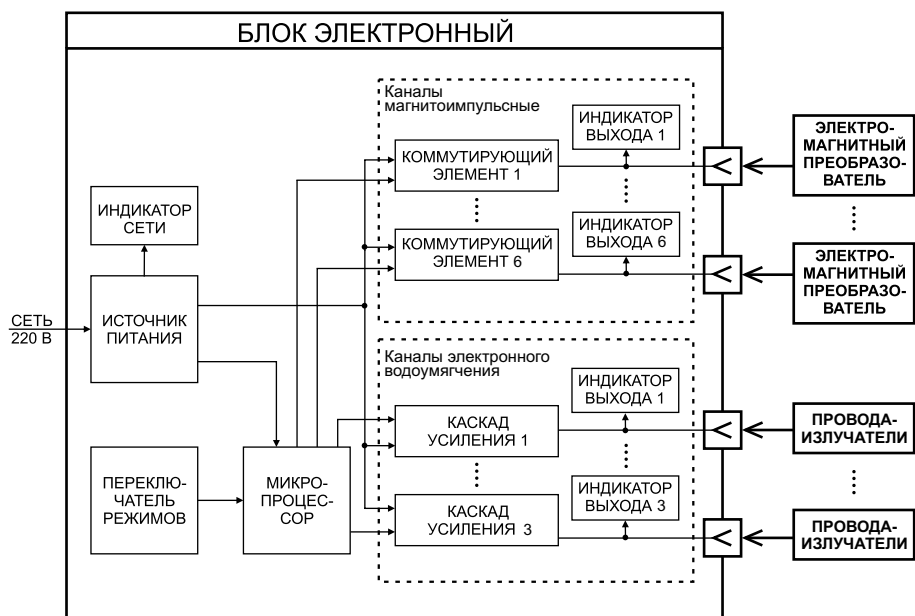 БЛОК ЭЛЕКТРОННЫЙ
Каналы
магнитоимпульсные
ИНДИКАТОР
ВЫХОДА 1
КОММУТИРУЮЩИЙ
ЭЛЕМЕНТ 1
ЭЛЕКТРО-
МАГНИТНЫЙ
ПРЕОБРАЗО-
ВАТЕЛЬ
ИНДИКАТОР
СЕТИ
КОММУТИРУЮЩИЙ
ЭЛЕМЕНТ 6
ИНДИКАТОР
ВЫХОДА 6
ЭЛЕКТРО-
МАГНИТНЫЙ
ПРЕОБРАЗО-
ВАТЕЛЬ
СЕТЬ
220 В
ИСТОЧНИК
ПИТАНИЯ
Каналы электронного
водоумягчения
ИНДИКАТОР
ВЫХОДА 1
КАСКАД
УСИЛЕНИЯ 1
ПРОВОДА-
ИЗЛУЧАТЕЛИ
ПЕРЕКЛЮ-
ЧАТЕЛЬ
РЕЖИМОВ
МИКРО-
ПРОЦЕС-
СОР
КАСКАД
УСИЛЕНИЯ 3
ИНДИКАТОР
ВЫХОДА 3
ПРОВОДА-
ИЗЛУЧАТЕЛИ